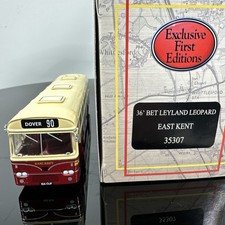 Exclusive
First
Editions
36' BET LEYLAND LEOPARD
EAST KENT
35307
DOVER 90